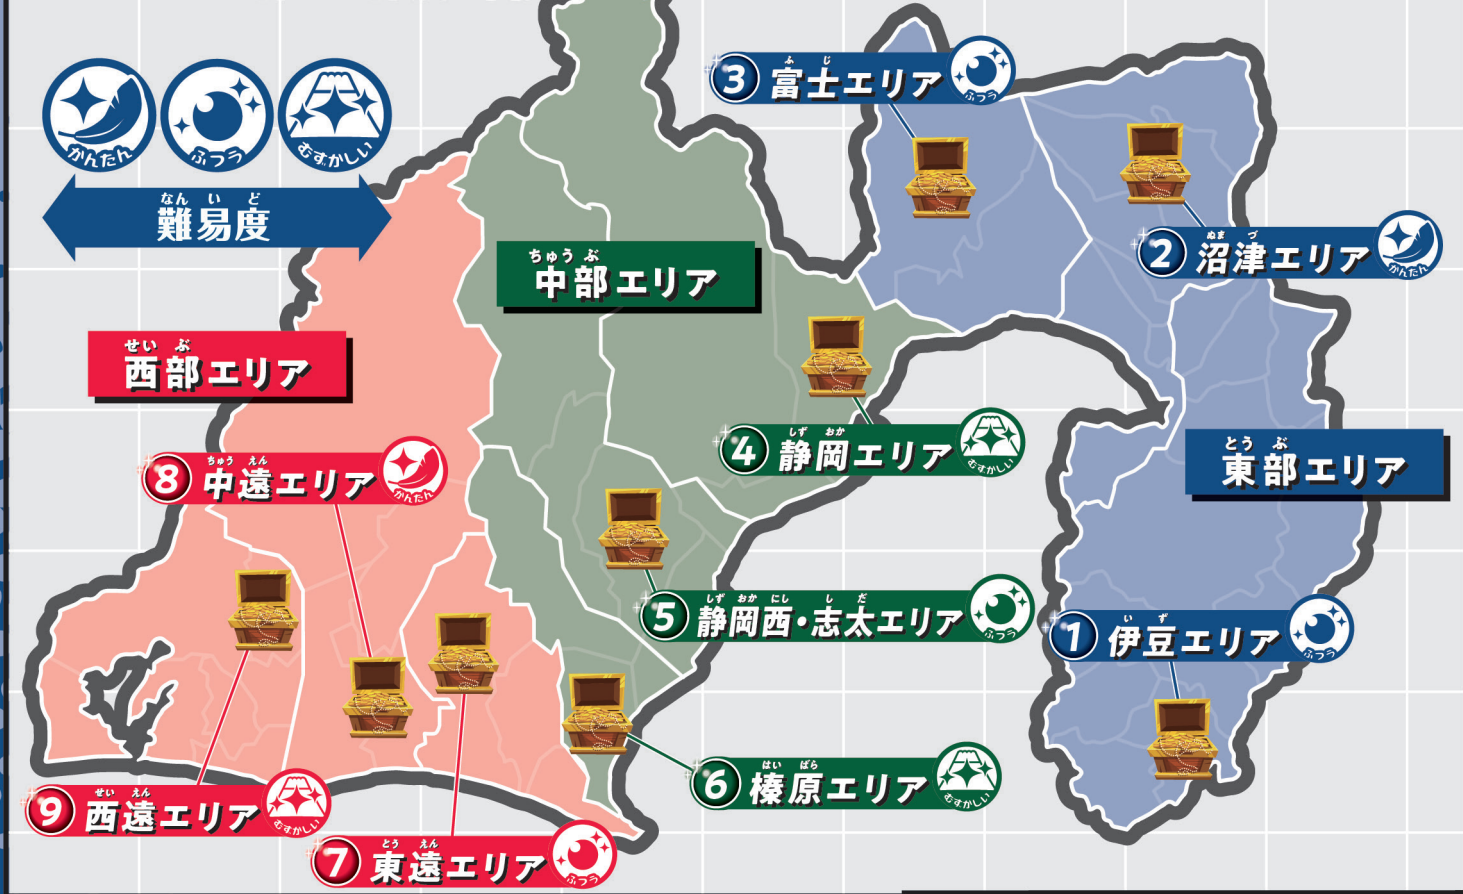 かんたん
ふつう
むずかしい
なんいど
難易度
ふじ
3 富士エリア
ふつう
ぬまづ
2 沼津エリア
かんたん
ちゅうぶ
中部エリア
せいぶ
西部エリア
しずおか
4 静岡エリア
むずかしい
とうぶ
東部エリア
ちゅうえん
8 中遠エリア
かんたん
しずおかにし しだ
5 静岡西・志太エリア
ふつう
いず
1 伊豆エリア
ふつう
はいばら
6 榛原エリア
むずかしい
せいえん
9 西遠エリア
むずかしい
とうえん
7 東遠エリア
ふつう